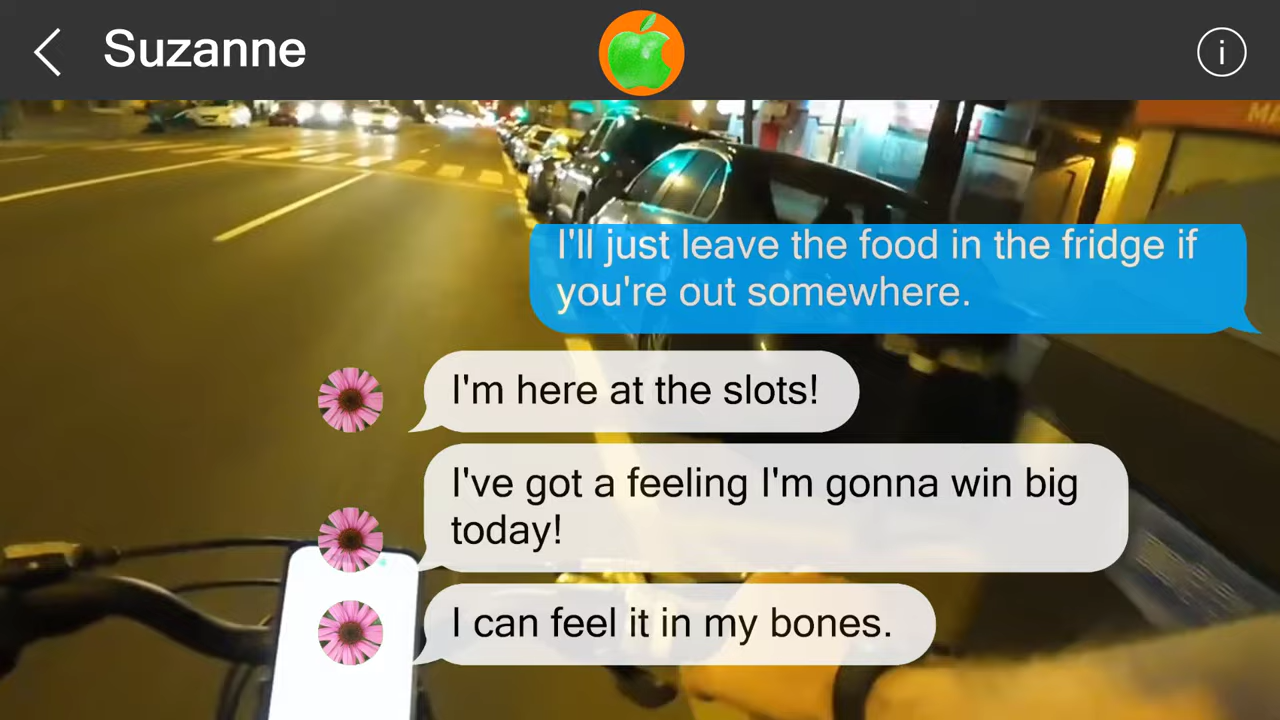 Suzanne
I'll just leave the food in the fridge if
you're out somewhere.
I'm here at the slots!
I've got a feeling I'm gonna win big
today!
I can feel it in my bones.